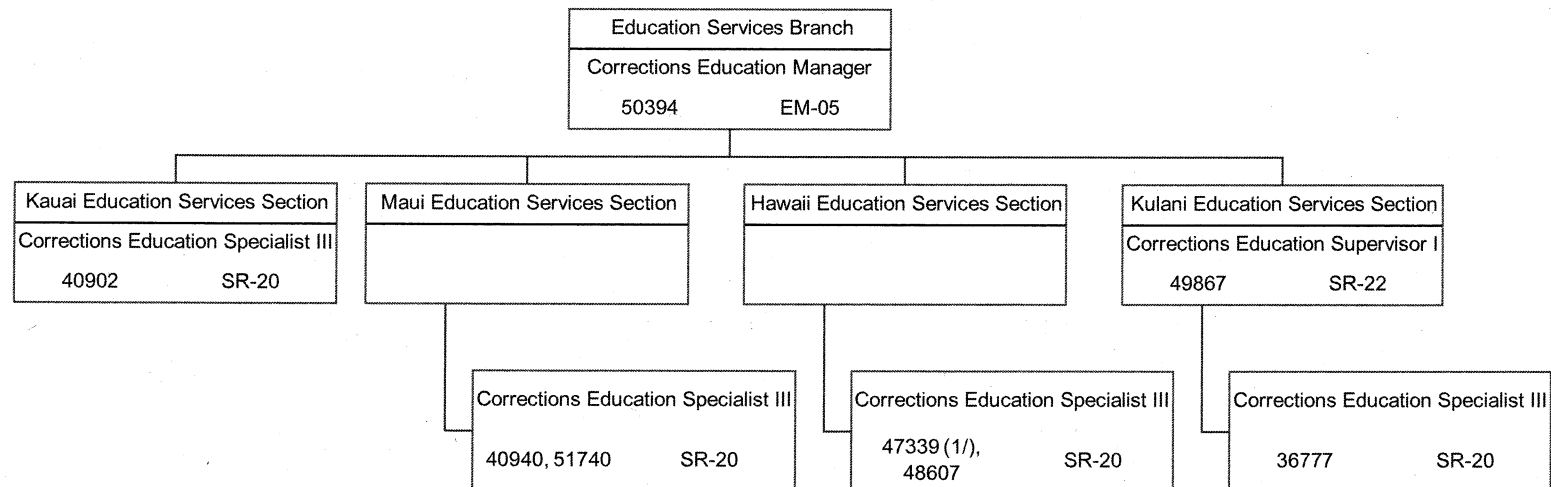 Education Services Branch
Corrections Education Manager
50394 EM-05
Kauai Education Services Section
Corrections Education Specialist III
40902 SR-20
Maui Education Services Section
Hawaii Education Services Section
Kulani Education Services Section
Corrections Education Supervisor I
49867 SR-22
Corrections Education Specialist III
40940, 51740 SR-20
Corrections Education Specialist III
47339 (1/),
48607 SR-20
Corrections Education Specialist III
36777 SR-20